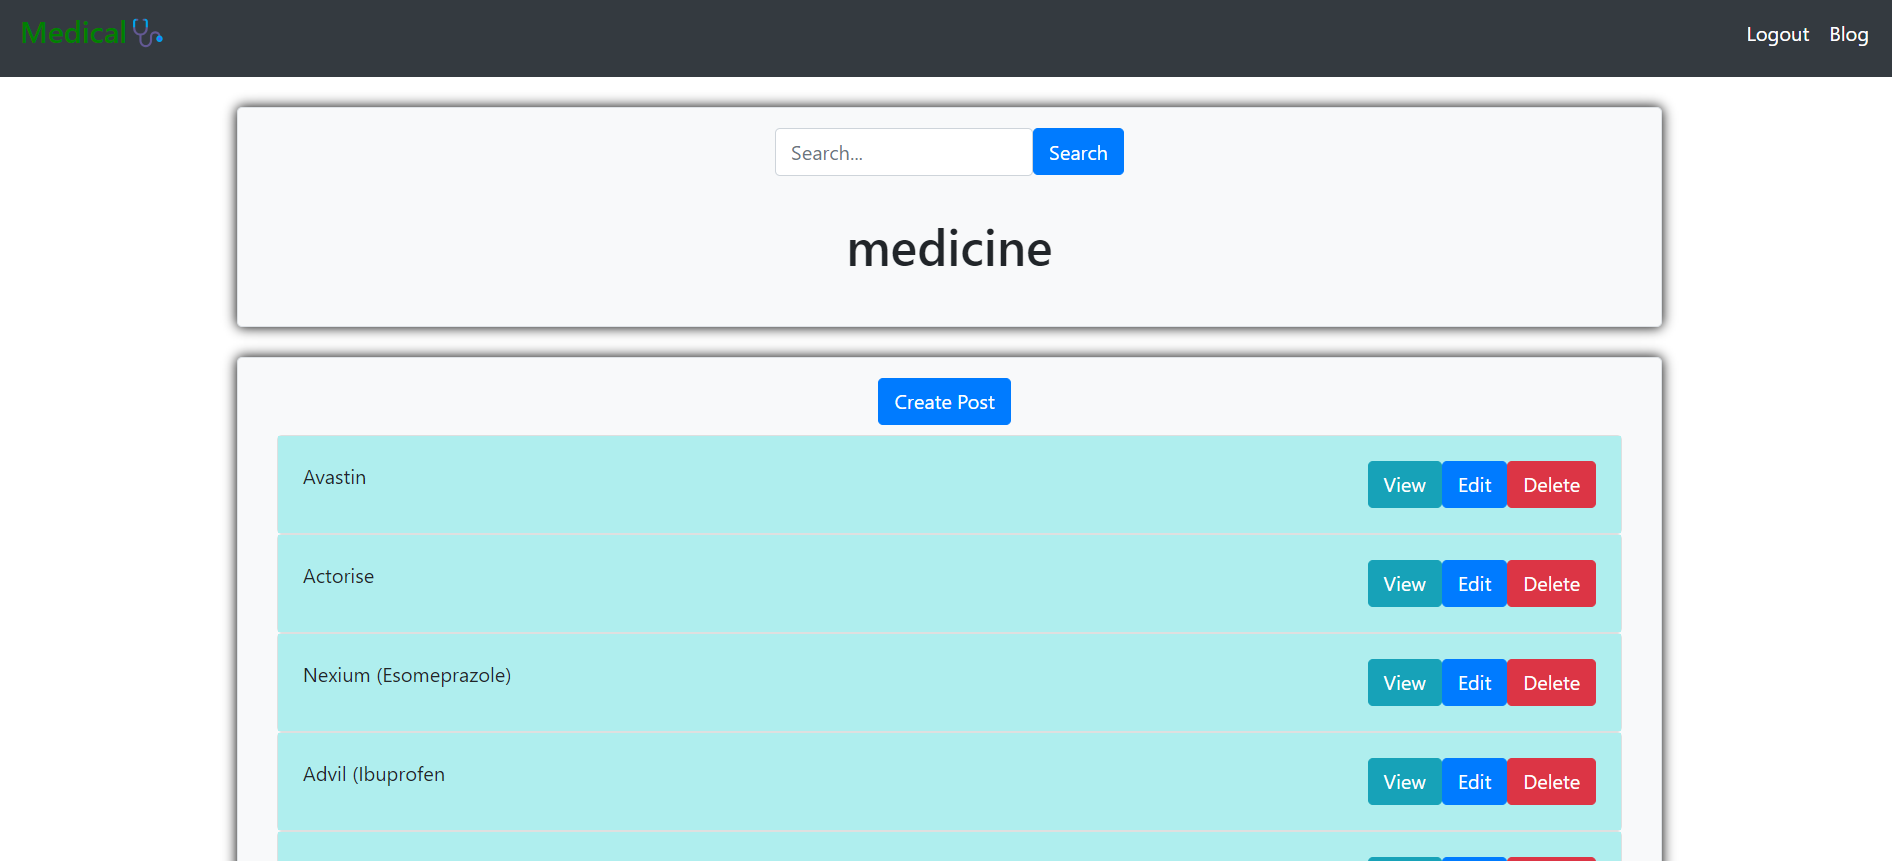 Medical
Logout Blog
Search... Search
medicine
Create Post
Avastin View Edit Delete
Actorise View Edit Delete
Nexium (Esomeprazole) View Edit Delete
Advil (Ibuprofen View Edit Delete